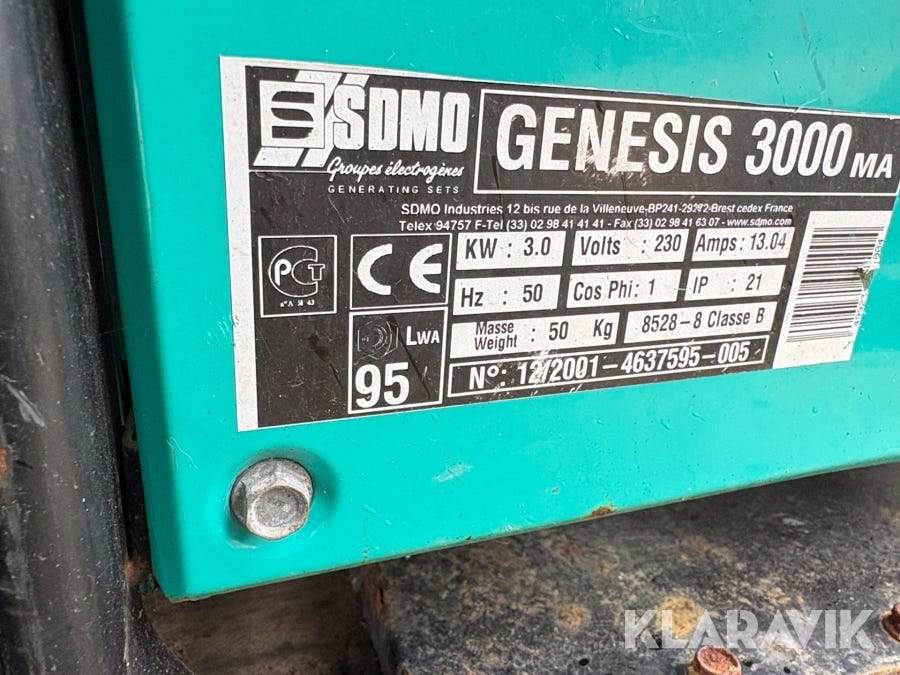 SDMO
Groupes électrogènes
GENERATING SETS
GENESIS 3000 MA
SDMO Industries 12 bis rue de la Villeneuve-BP241-29272-Brest cedex France
Telex 94757 F-Tel (33) 02 98 41 41 41 - Fax (33) 02 98 41 63 07 - www.sdmo.com
KW : 3.0
Volts : 230
Amps: 13.04
Hz : 50
Cos Phi: 1
IP : 21
Masse
Weight : 50 Kg
8528-8 Classe B
N°: 12/2001-4637595-005
PCT
CE
LWA
95
KLARAVIK